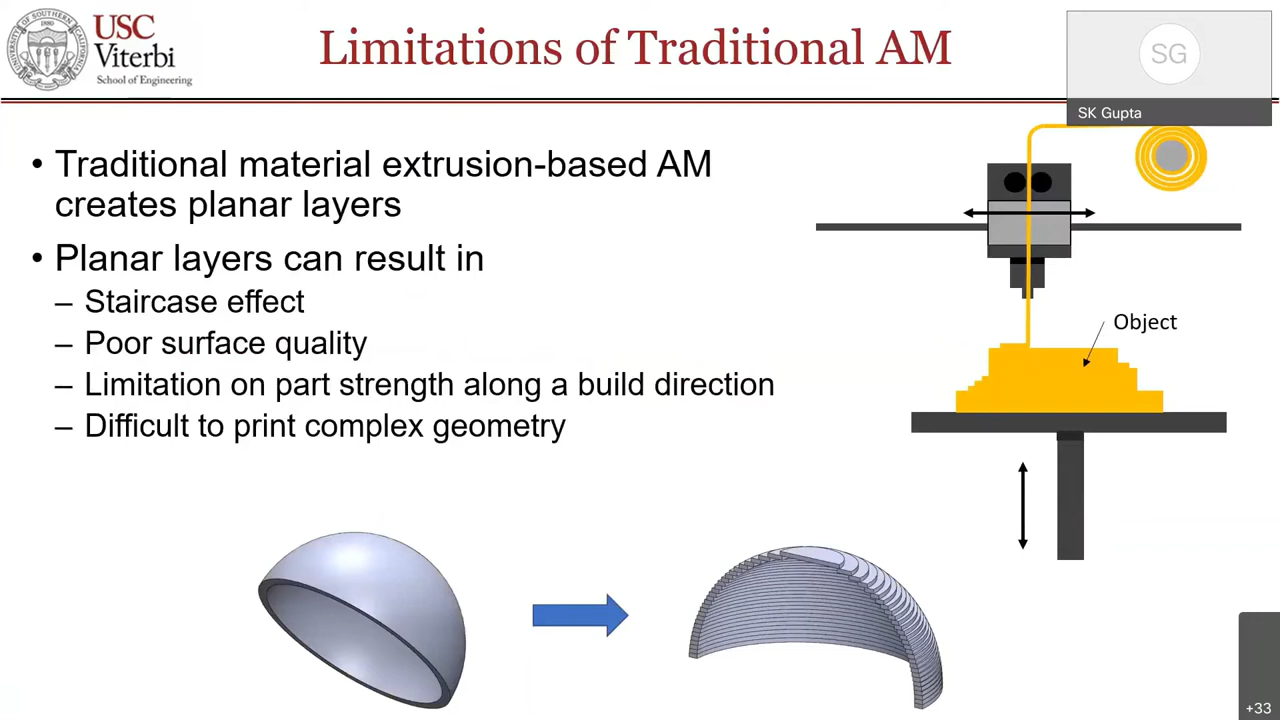 USC
Viterbi
School of Engineering
Limitations of Traditional AM
SG
SK Gupta
• Traditional material extrusion-based AM
creates planar layers
• Planar layers can result in
– Staircase effect
– Poor surface quality
– Limitation on part strength along a build direction
– Difficult to print complex geometry
Object
+33